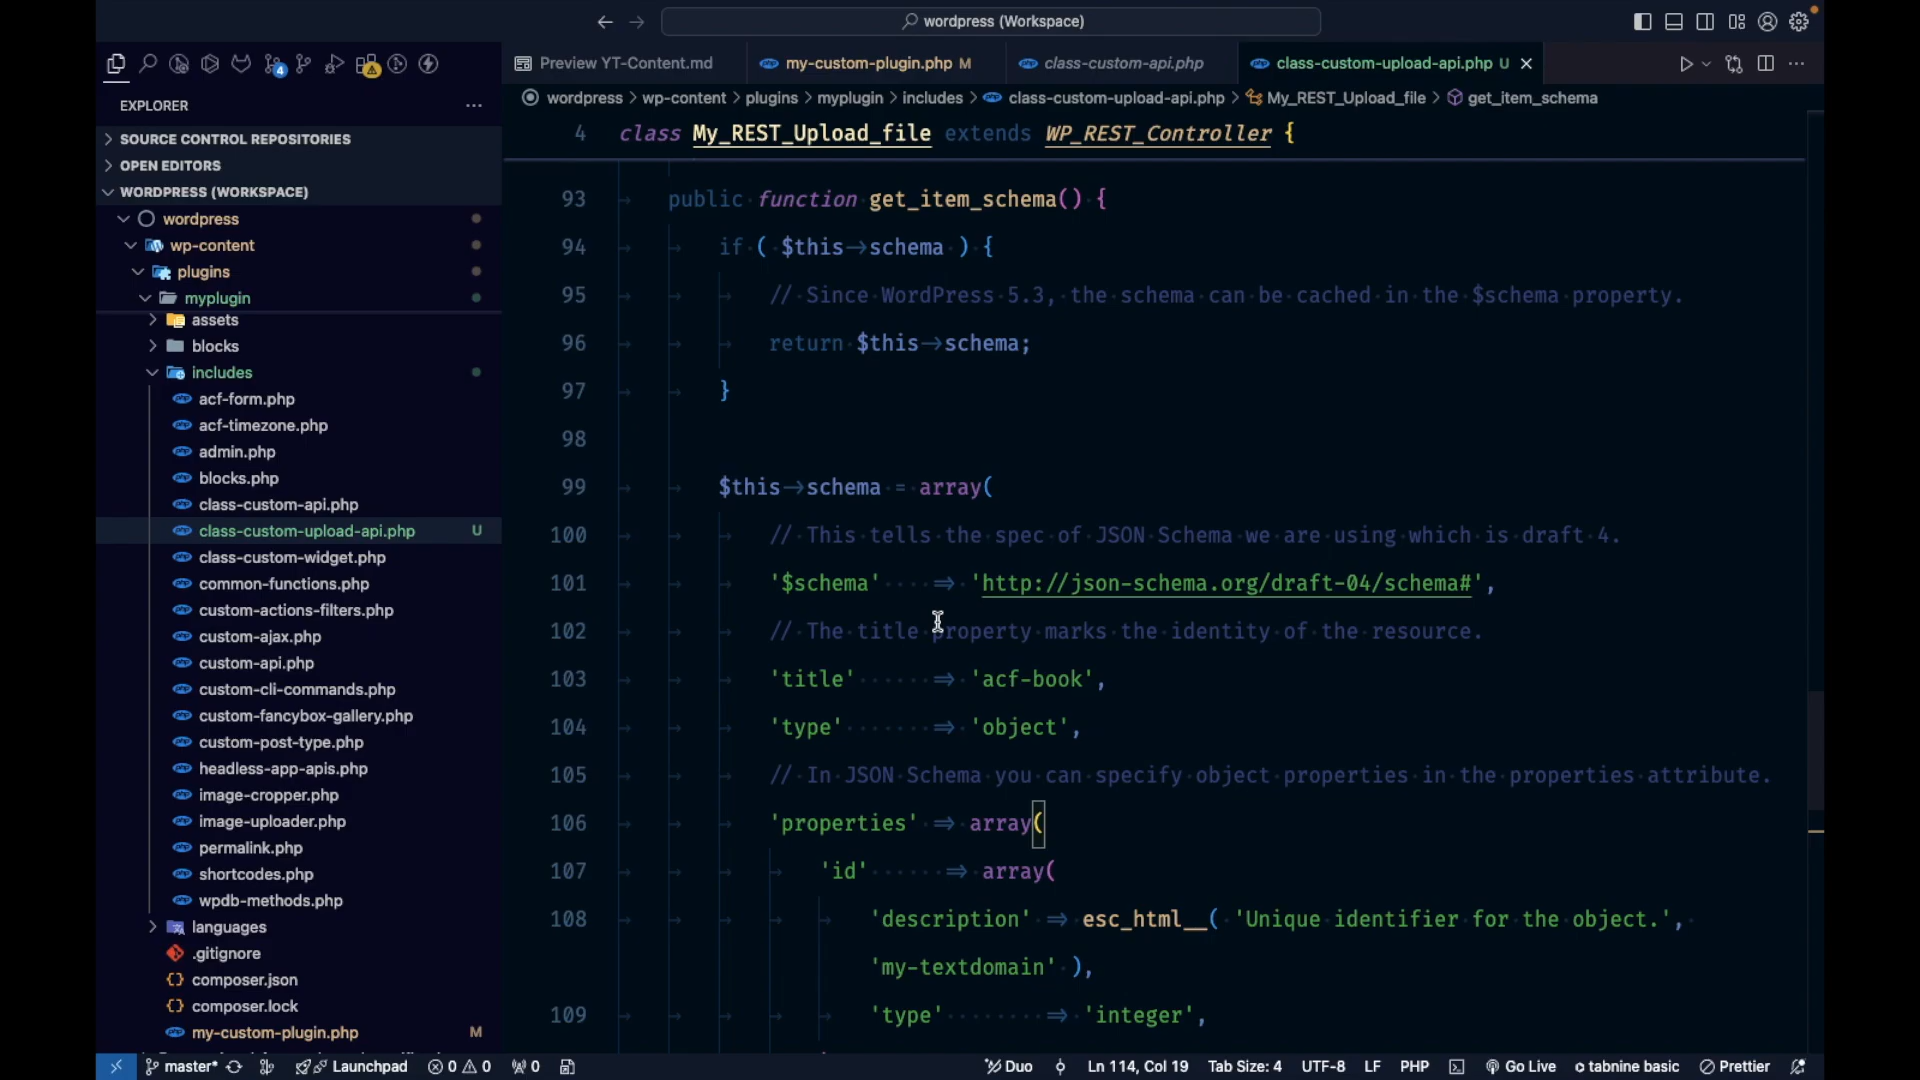 wordpress (Workspace)
EXPLORER
SOURCE CONTROL REPOSITORIES
OPEN EDITORS
WORDPRESS (WORKSPACE)
wordpress
wp-content
plugins
myplugin
assets
blocks
includes
acf-form.php
acf-timezone.php
admin.php
blocks.php
class-custom-api.php
class-custom-upload-api.php U
class-custom-widget.php
common-functions.php
custom-actions-filters.php
custom-ajax.php
custom-api.php
custom-cli-commands.php
custom-fancybox-gallery.php
custom-post-type.php
headless-app-apis.php
image-cropper.php
image-uploader.php
permalink.php
shortcodes.php
wpdb-methods.php
languages
.gitignore
composer.json
composer.lock
my-custom-plugin.php M
Preview YT-Content.md my-custom-plugin.php M class-custom-api.php class-custom-upload-api.php U
wordpress > wp-content > plugins > myplugin > includes > class-custom-upload-api.php > My_REST_Upload_file > get_item_schema
4 class My_REST_Upload_file extends WP_REST_Controller {
93 public function get_item_schema() {
94 if ( $this->schema ) {
95 // Since WordPress 5.3, the schema can be cached in the $schema property.
96 return $this->schema;
97 }
98
99 $this->schema = array(
100 // This tells the spec of JSON Schema we are using which is draft 4.
101 '$schema' => 'http://json-schema.org/draft-04/schema#',
102 // The title property marks the identity of the resource.
103 'title' => 'acf-book',
104 'type' => 'object',
105 // In JSON Schema you can specify object properties in the properties attribute.
106 'properties' => array(
107 'id' => array(
108 'description' => esc_html__( 'Unique identifier for the object.',
'my-textdomain' ),
109 'type' => 'integer',
master* Launchpad 0 0 0 Duo Ln 114, Col 19 Tab Size: 4 UTF-8 LF PHP Go Live tabnine basic Prettier